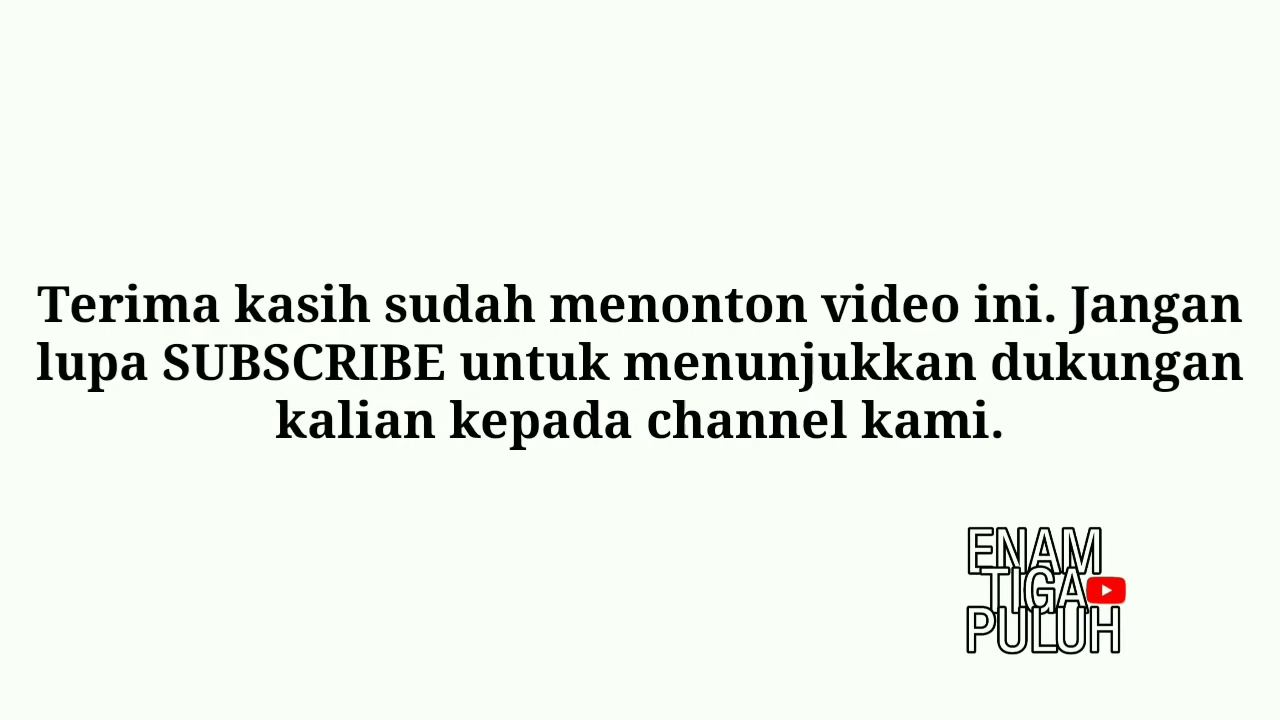 Terima kasih sudah menonton video ini. Jangan
lupa SUBSCRIBE untuk menunjukkan dukungan
kalian kepada channel kami.
ENAM
TIGA
PULUH